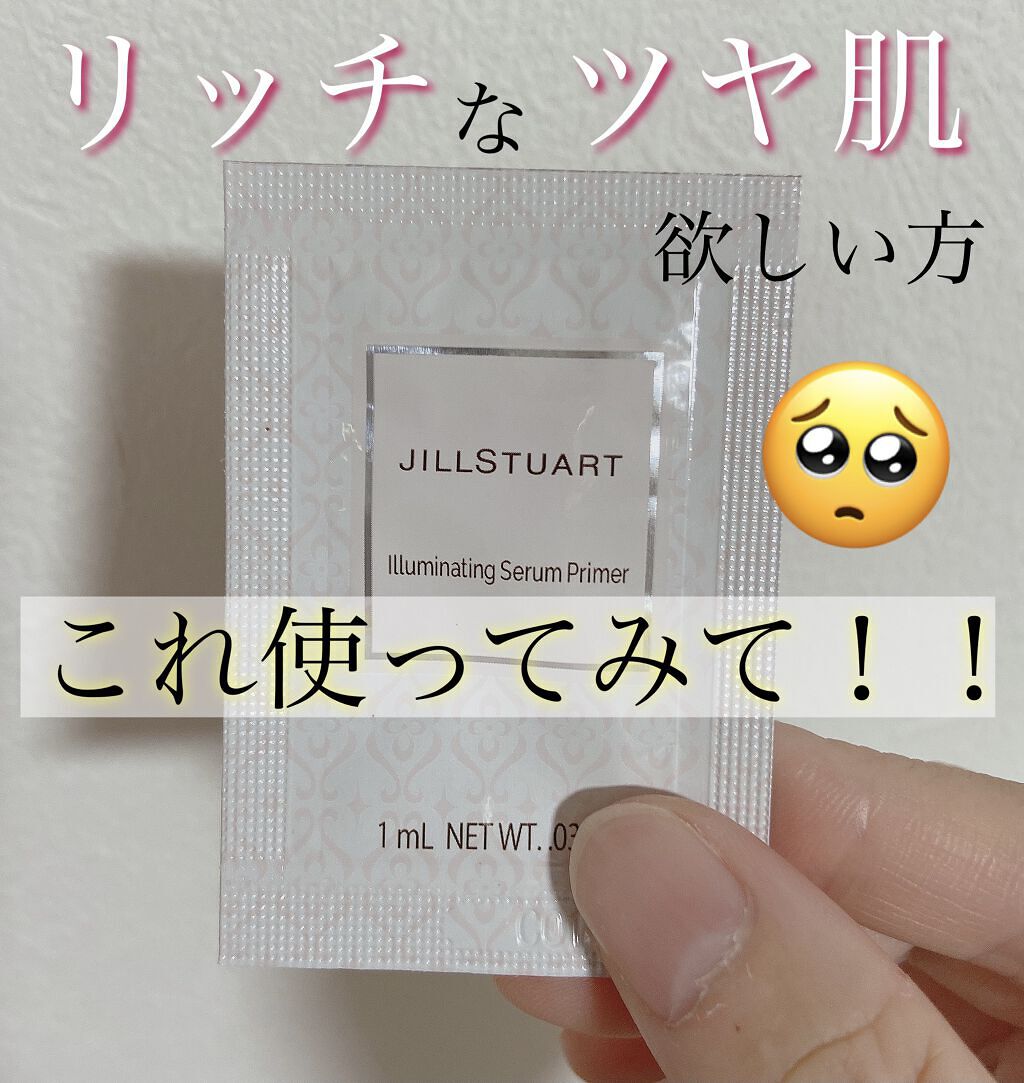 リッチなツヤ肌
欲しい方
JILLSTUART
Illuminating Serum Primer
これ使ってみて！！
1 mL NET WT. .03